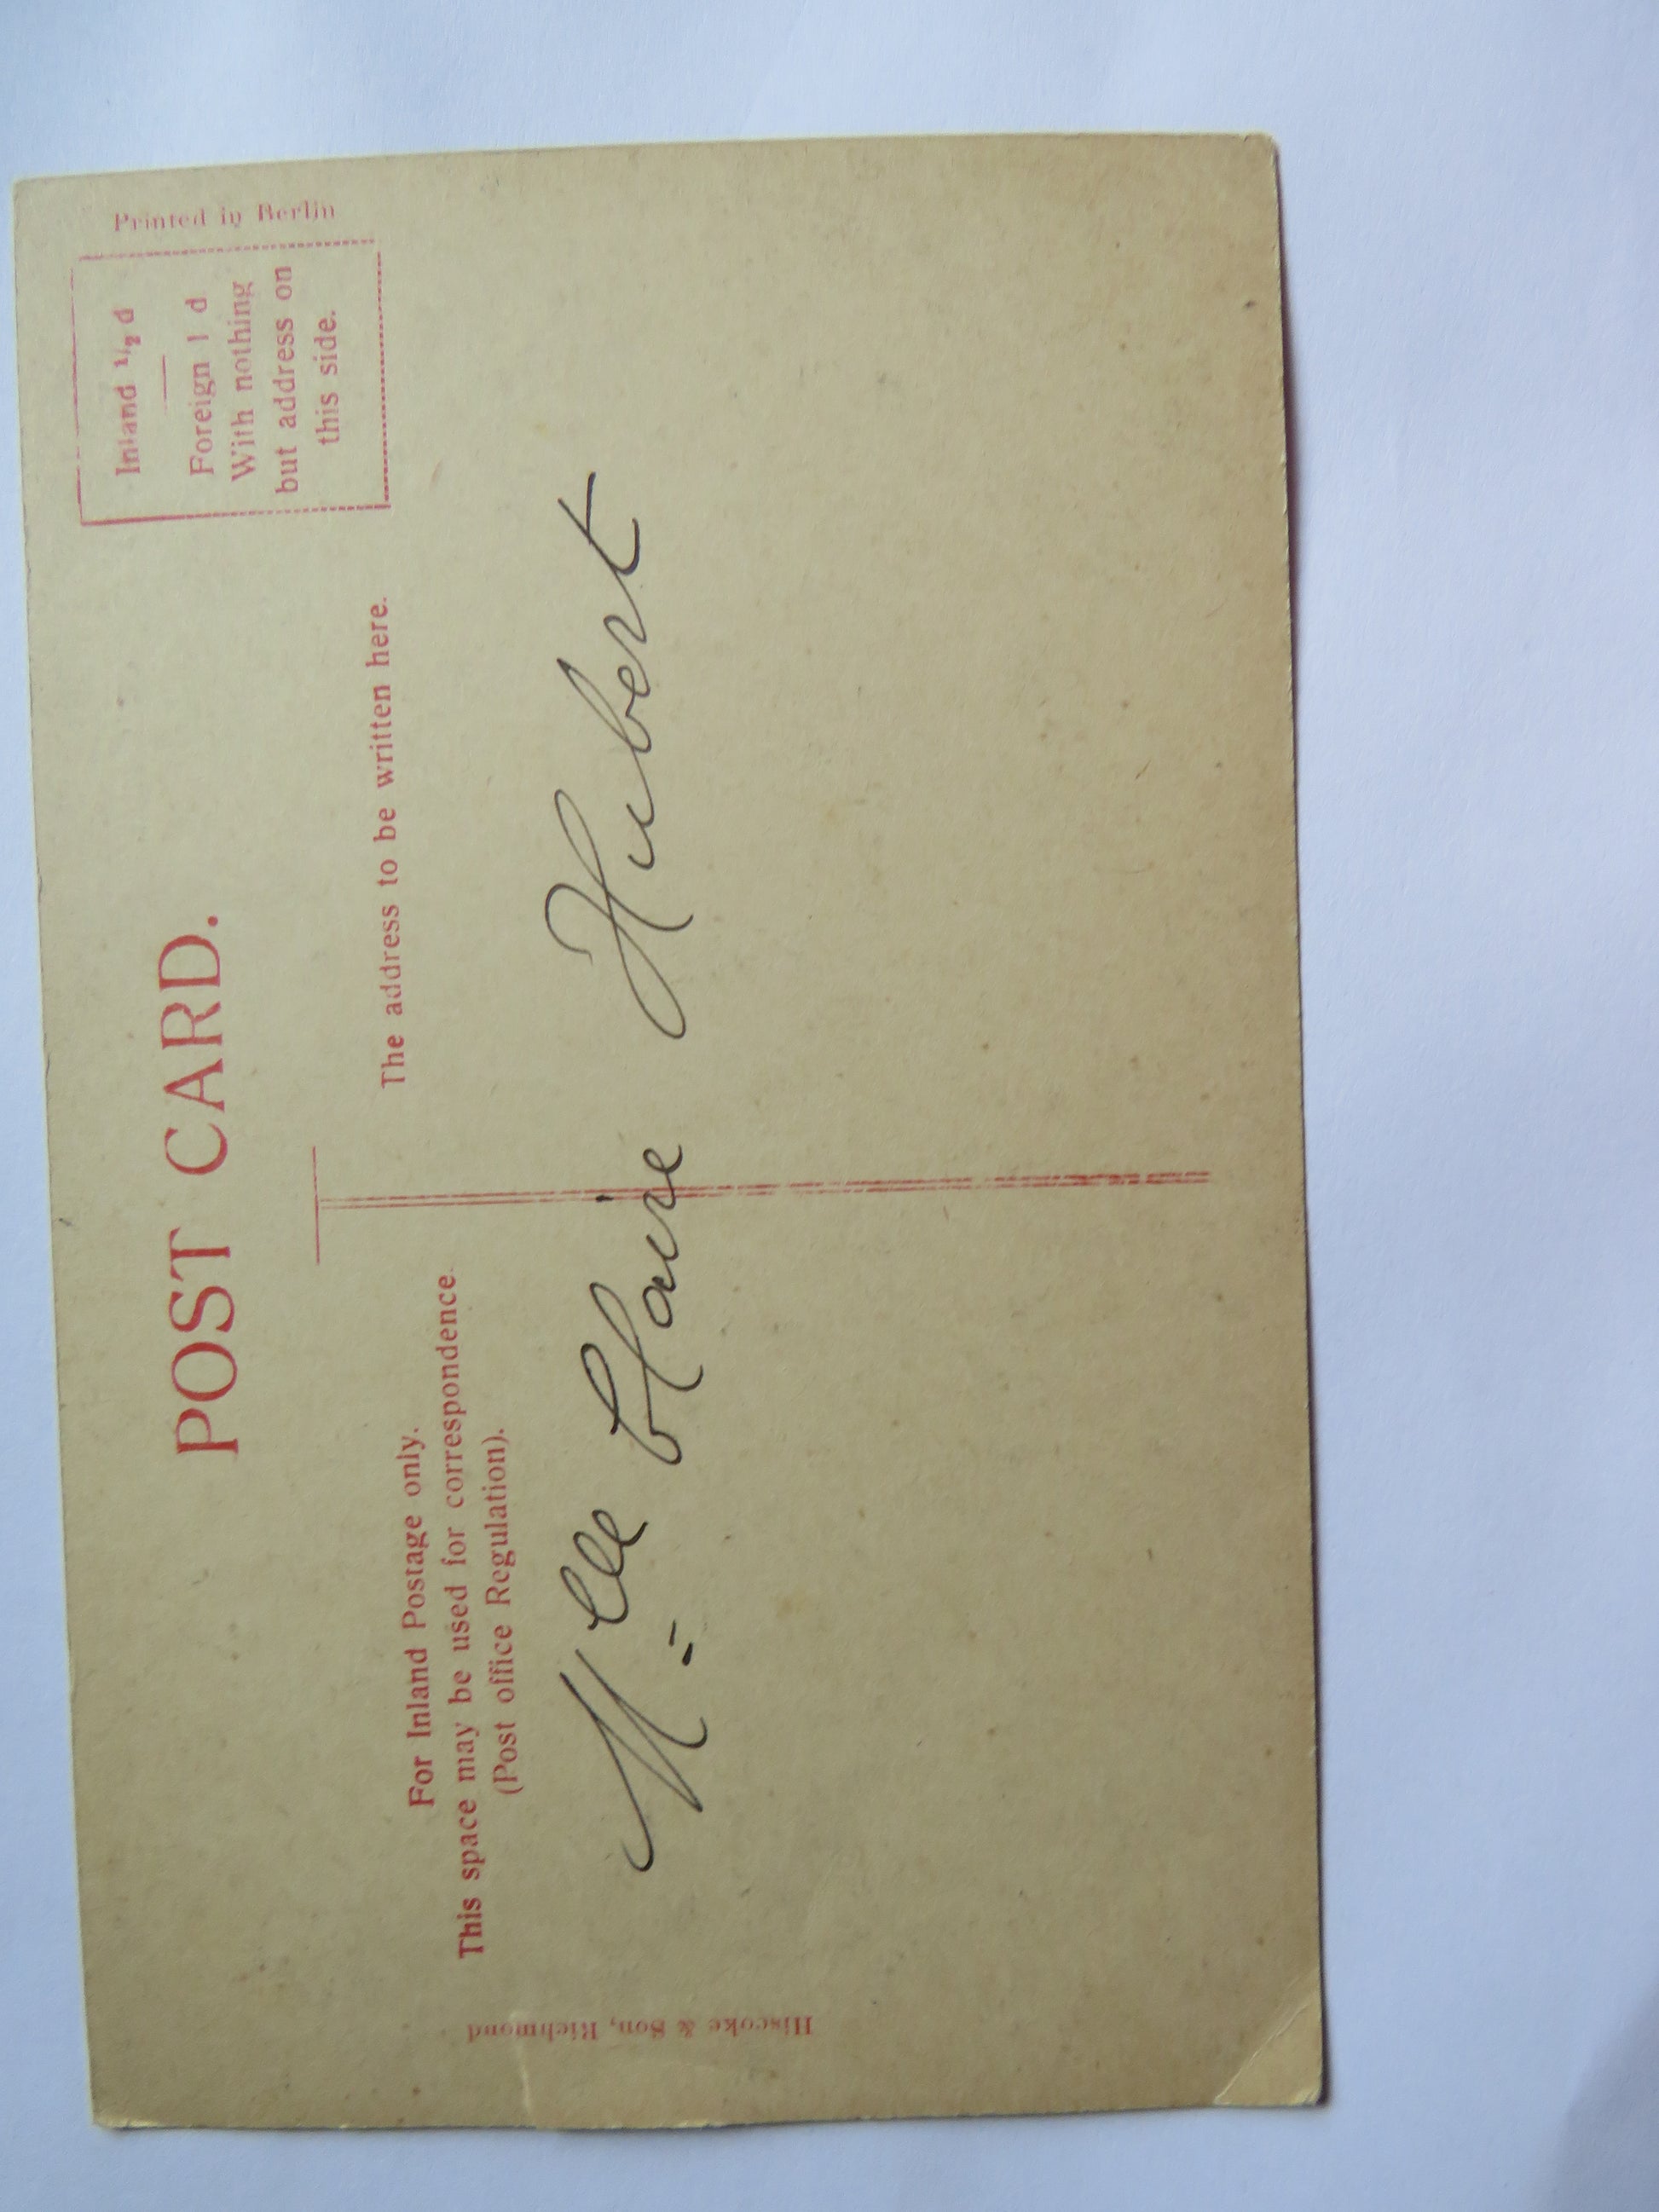 POST CARD.
Printed in Berlin
Inland ½ d
Foreign 1 d
With nothing
but address on
this side.
For Inland Postage only.
This space may be used for correspondence
(Post office Regulation).
The address to be written here.
Mlle Claire Hubert
Hiscoke & Son, Richmond